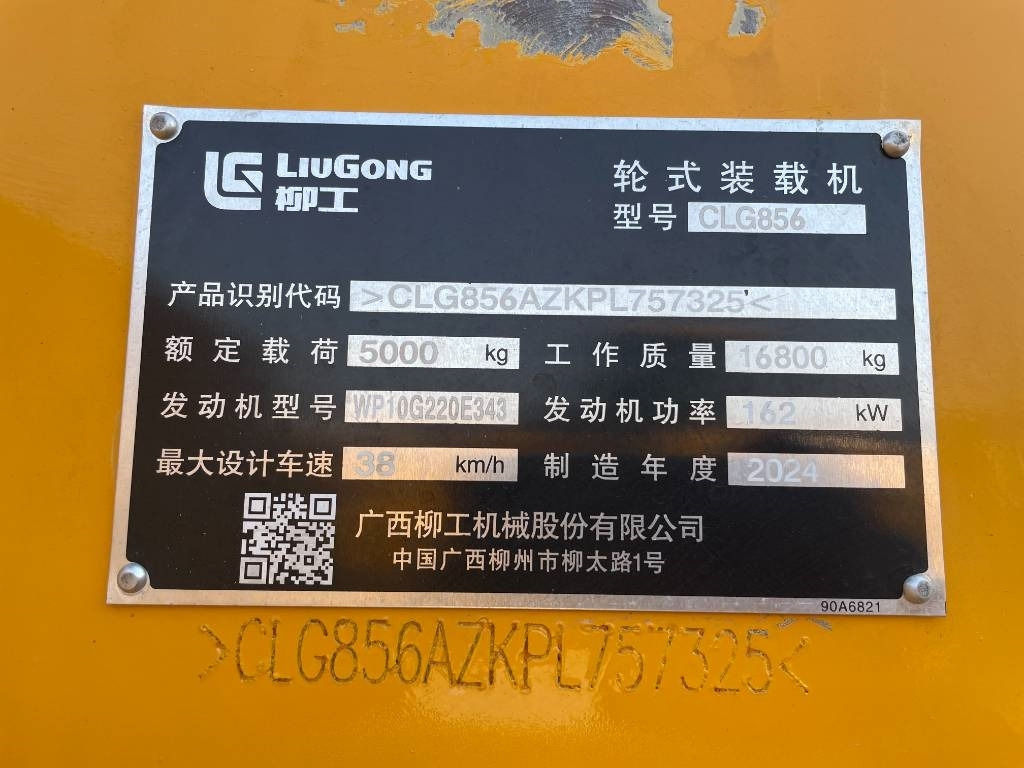 LG LIUGONG
柳工
轮式装载机
型号 CLG856
产品识别代码 >CLG856AZKPL757325<
额定载荷 5000 kg 工作质量 16800 kg
发动机型号 WP10G220E343 发动机功率 162 kW
最大设计车速 38 km/h 制造年度 2024
广西柳工机械股份有限公司
中国广西柳州市柳太路1号
90A6821
>CLG856AZKPL757325<